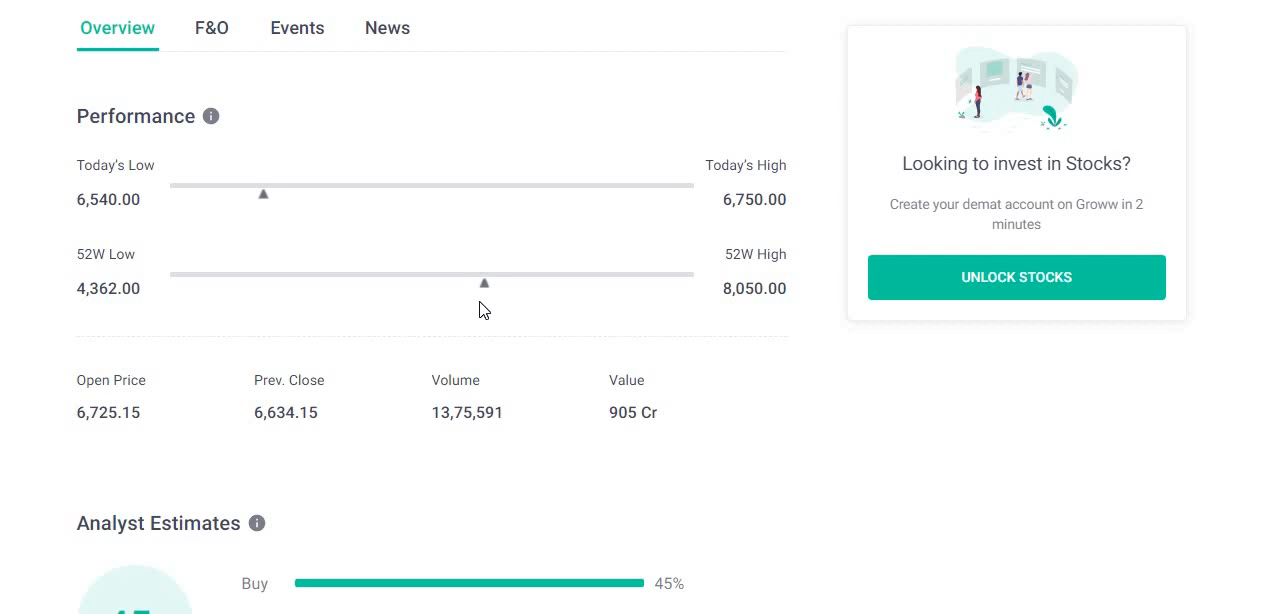 Overview F&O Events News
Performance
Today's Low Today's High
6,540.00 6,750.00
52W Low 52W High
4,362.00 8,050.00
Open Price Prev. Close Volume Value
6,725.15 6,634.15 13,75,591 905 Cr
Analyst Estimates
Buy 45%
Looking to invest in Stocks?
Create your demat account on Groww in 2
minutes
UNLOCK STOCKS